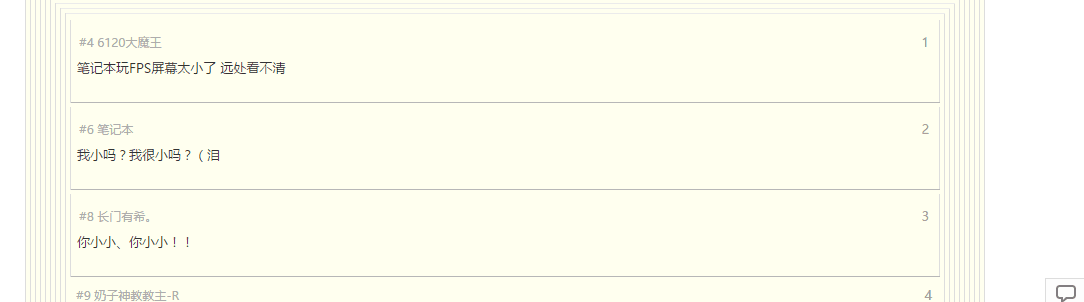 #4 6120大魔王 1
笔记本玩FPS屏幕太小了 远处看不清
#6 笔记本 2
我小吗？我很小吗？（泪
#8 长门有希。 3
你小小、你小小！！
#9 奶子神教教主-R 4